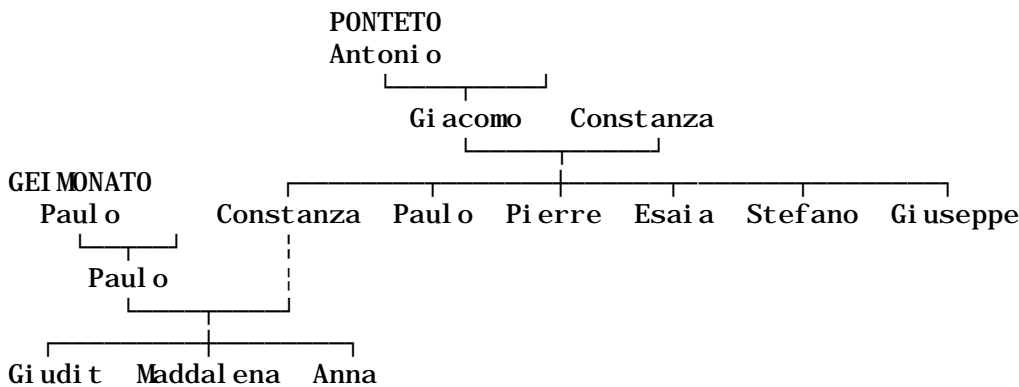 PONTETO
Antonio
Giacomo Constanza
GEIMONATO
Paulo Constanza Paulo Pierre Esaia Stefano Giuseppe
Paulo
Giudit Maddalena Anna